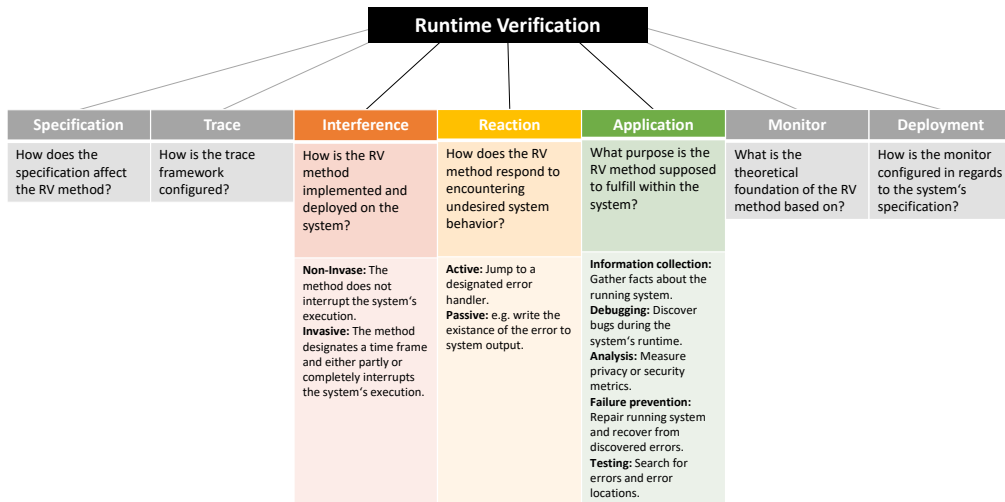 Runtime Verification
Specification
How does the
specification affect
the RV method?
Trace
How is the trace
framework
configured?
Interference
How is the RV
method
implemented and
deployed on the
system?
Non-Invase: The
method does not
interrupt the system‘s
execution.
Invasive: The method
designates a time frame
and either partly or
completely interrupts
the system‘s execution.
Reaction
How does the RV
method respond to
encountering
undesired system
behavior?
Active: Jump to a
designated error
handler.
Passive: e.g. write the
existance of the error to
system output.
Application
What purpose is the
RV method supposed
to fulfill within the
system?
Information collection:
Gather facts about the
running system.
Debugging: Discover
bugs during the
system‘s runtime.
Analysis: Measure
privacy or security
metrics.
Failure prevention:
Repair running system
and recover from
discovered errors.
Testing: Search for
errors and error
locations.
Monitor
What is the
theoretical
foundation of the RV
method based on?
Deployment
How is the monitor
configured in regards
to the system‘s
specification?